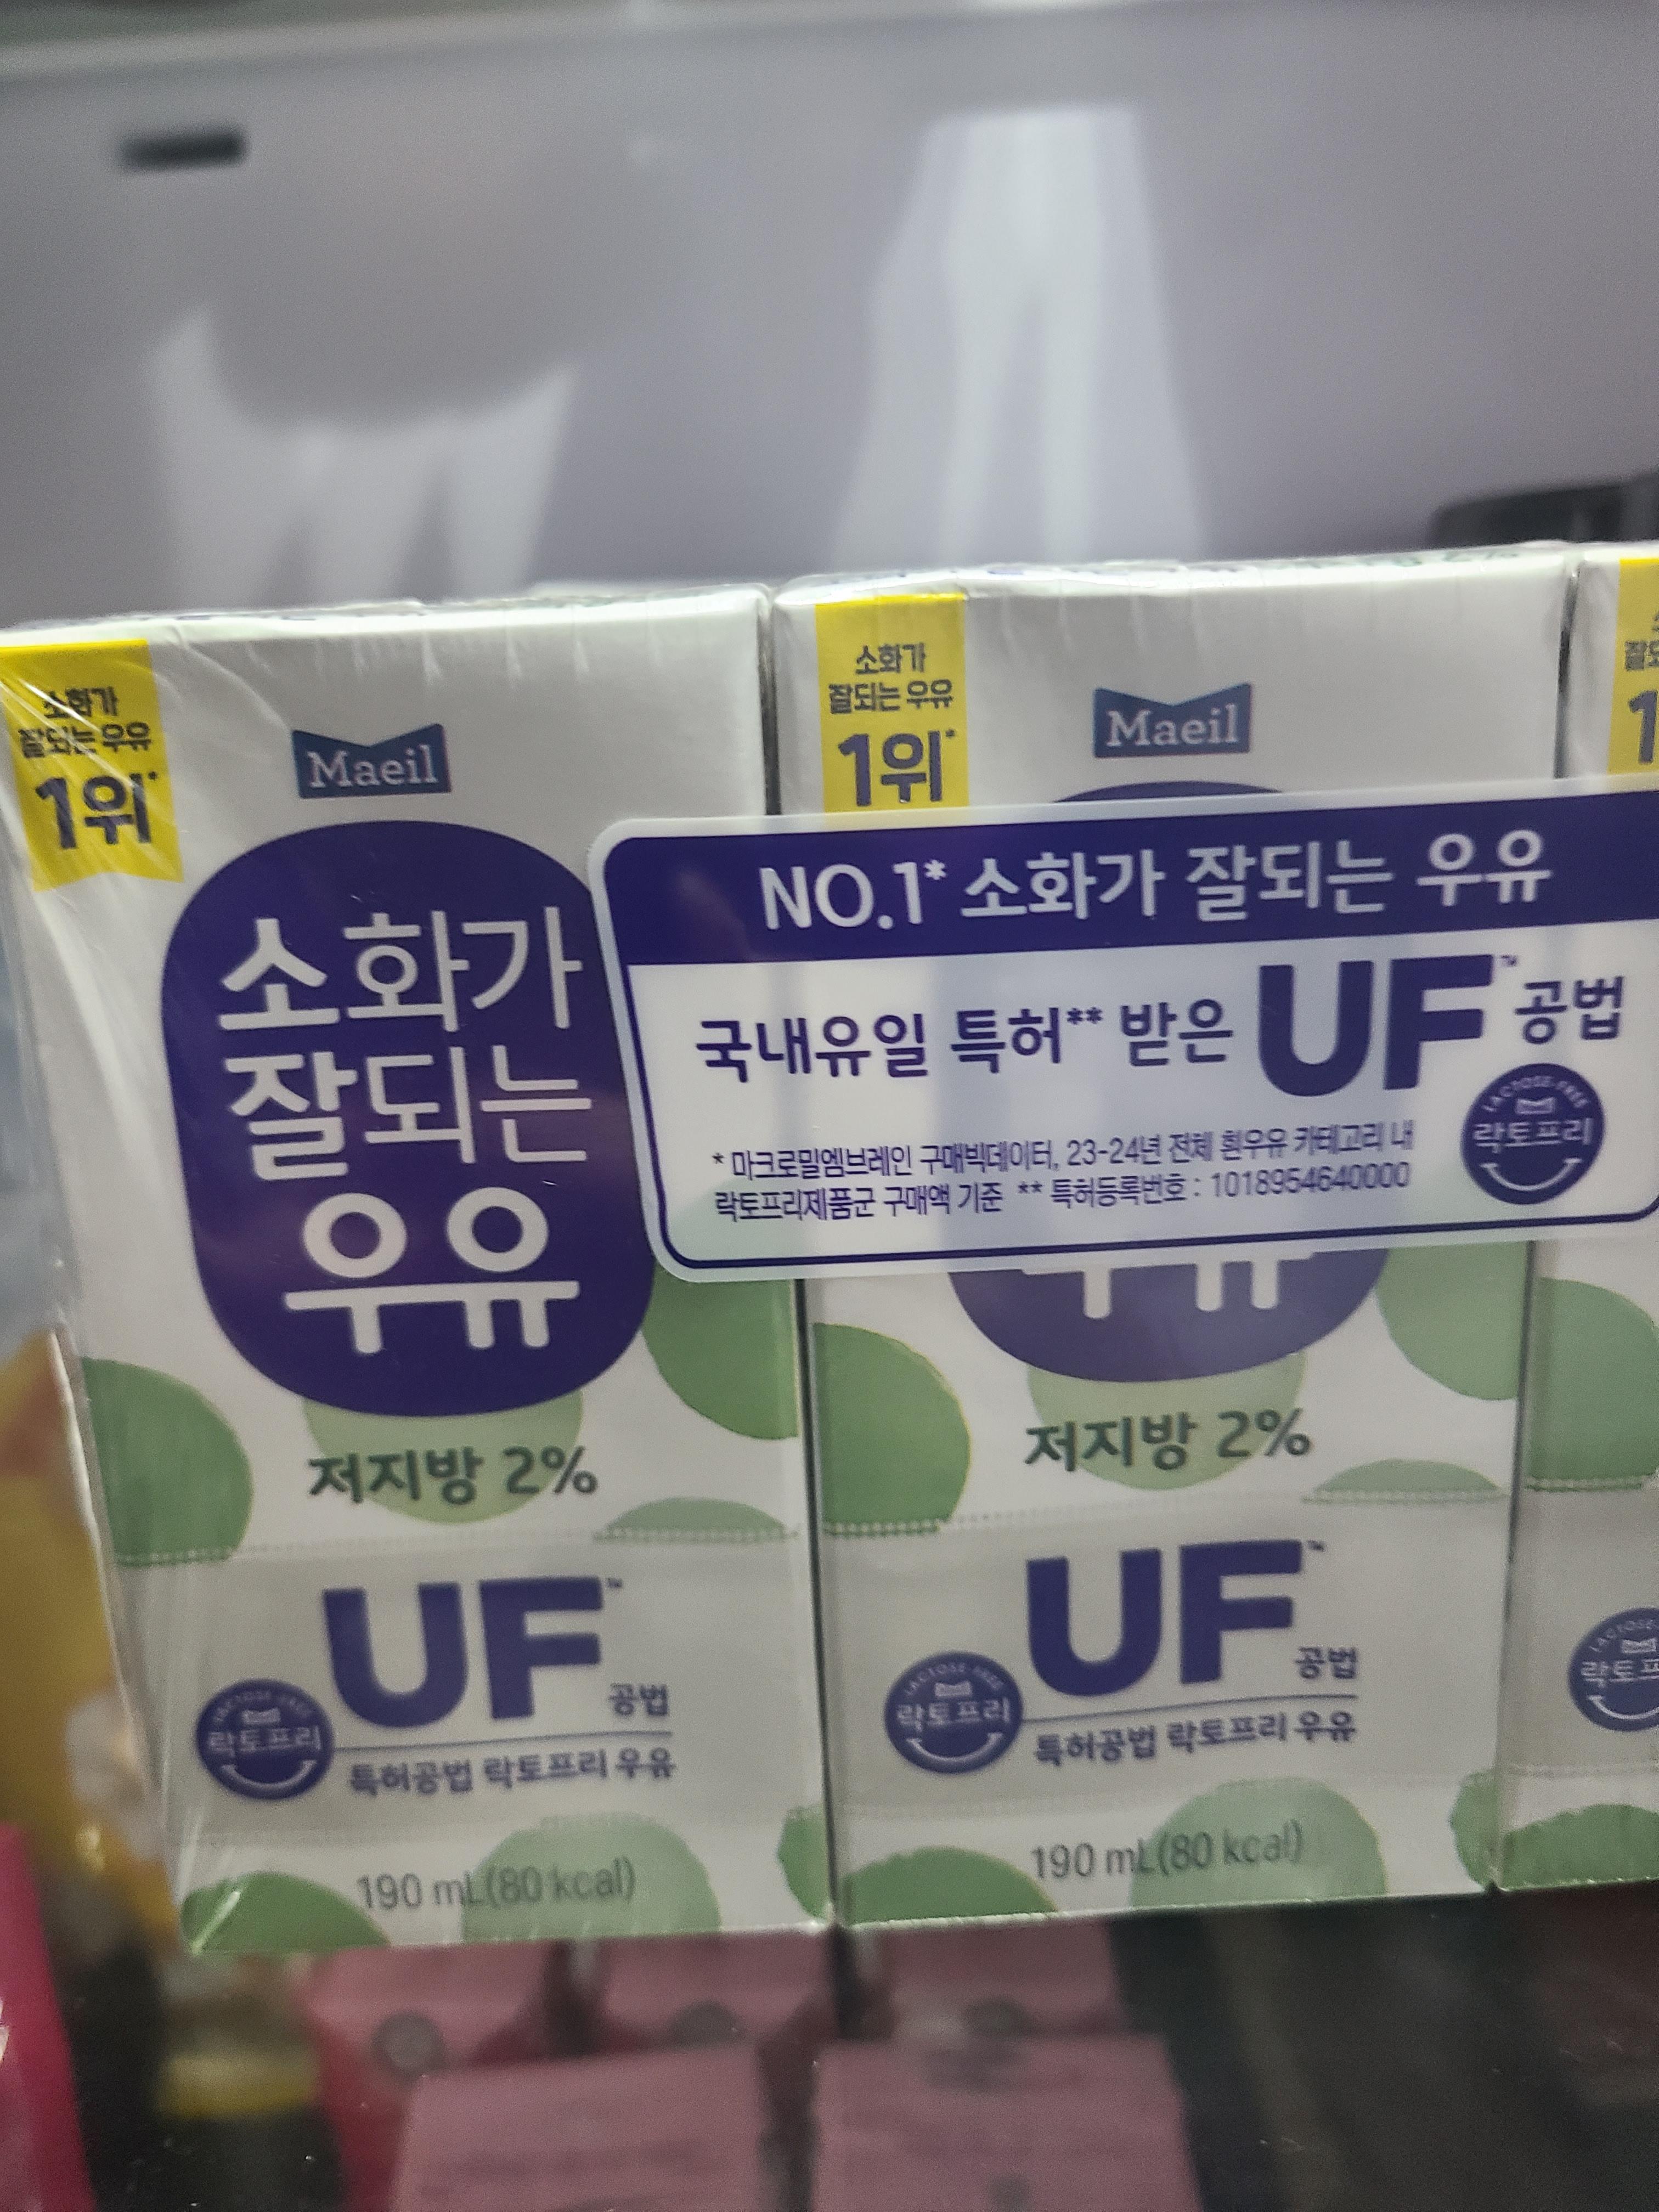 소화가
잘되는 우유
1위*
Maeil
소화가
잘되는
우유
저지방 2%
UF™
공법
LACTOSE-FREE
락토프리
특허공법 락토프리 우유
190 mL(80 kcal)
소화가
잘되는 우유
1위*
Maeil
NO.1* 소화가 잘되는 우유
국내유일 특허** 받은 UF™ 공법
* 마크로밀엠브레인 구매빅데이터, 23-24년 전체 흰우유 카테고리 내
락토프리제품군 구매액 기준 ** 특허등록번호 : 1018954640000
LACTOSE-FREE
락토프리
우유
저지방 2%
UF™
공법
LACTOSE-FREE
락토프리
특허공법 락토프리 우유
190 mL(80 kcal)